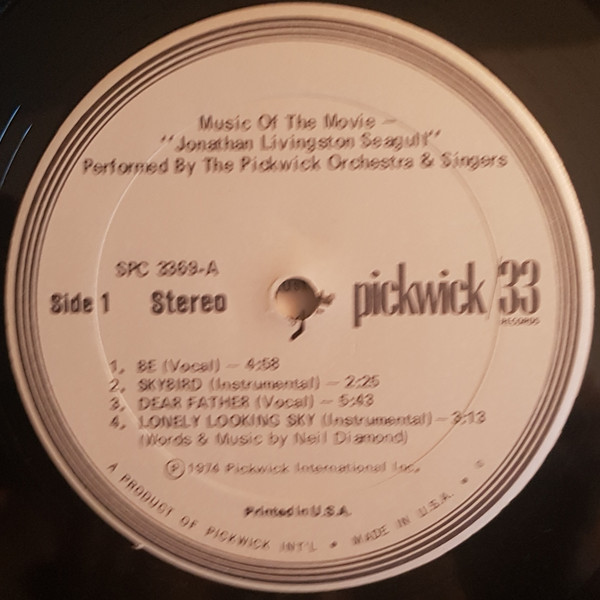 Music Of The Movie —
"Jonathan Livingston Seagull"
Performed By The Pickwick Orchestra & Singers
SPC 3369-A
Side 1 Stereo
pickwick/33
RECORDS
1. BE (Vocal) — 4:58
2. SKYBIRD (Instrumental) — 2:25
3. DEAR FATHER (Vocal) — 5:43
4. LONELY LOOKING SKY (Instrumental) — 3:13
(Words & Music by Neil Diamond)
Ⓟ1974 Pickwick International Inc.
Printed in U.S.A.
A PRODUCT OF PICKWICK INT'L • MADE IN U.S.A. • ©